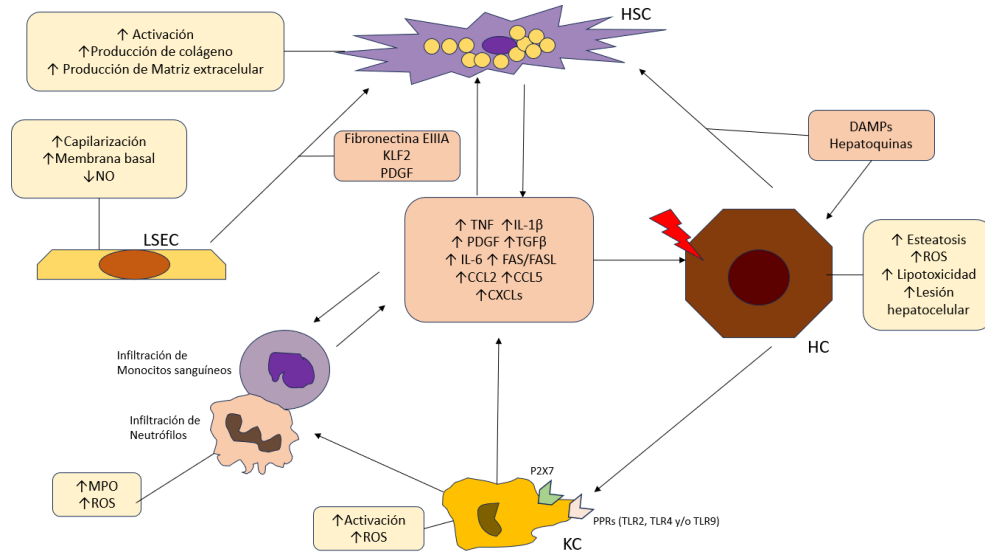 HSC
↑ Activación
↑Producción de colágeno
↑ Producción de Matriz extracelular
↑Capilarización
↑Membrana basal
↓NO
LSEC
Fibronectina EIIIA
KLF2
PDGF
DAMPs
Hepatoquinas
↑ TNF ↑IL-1β
↑ PDGF ↑TGFβ
↑ IL-6 ↑ FAS/FASL
↑CCL2 ↑CCL5
↑CXCLs
↑ Esteatosis
↑ROS
↑ Lipotoxicidad
↑Lesión
hepatocelular
HC
Infiltración de
Monocitos sanguíneos
Infiltración de
Neutrófilos
↑MPO
↑ROS
↑Activación
↑ROS
P2X7
PPRs (TLR2, TLR4 y/o TLR9)
KC